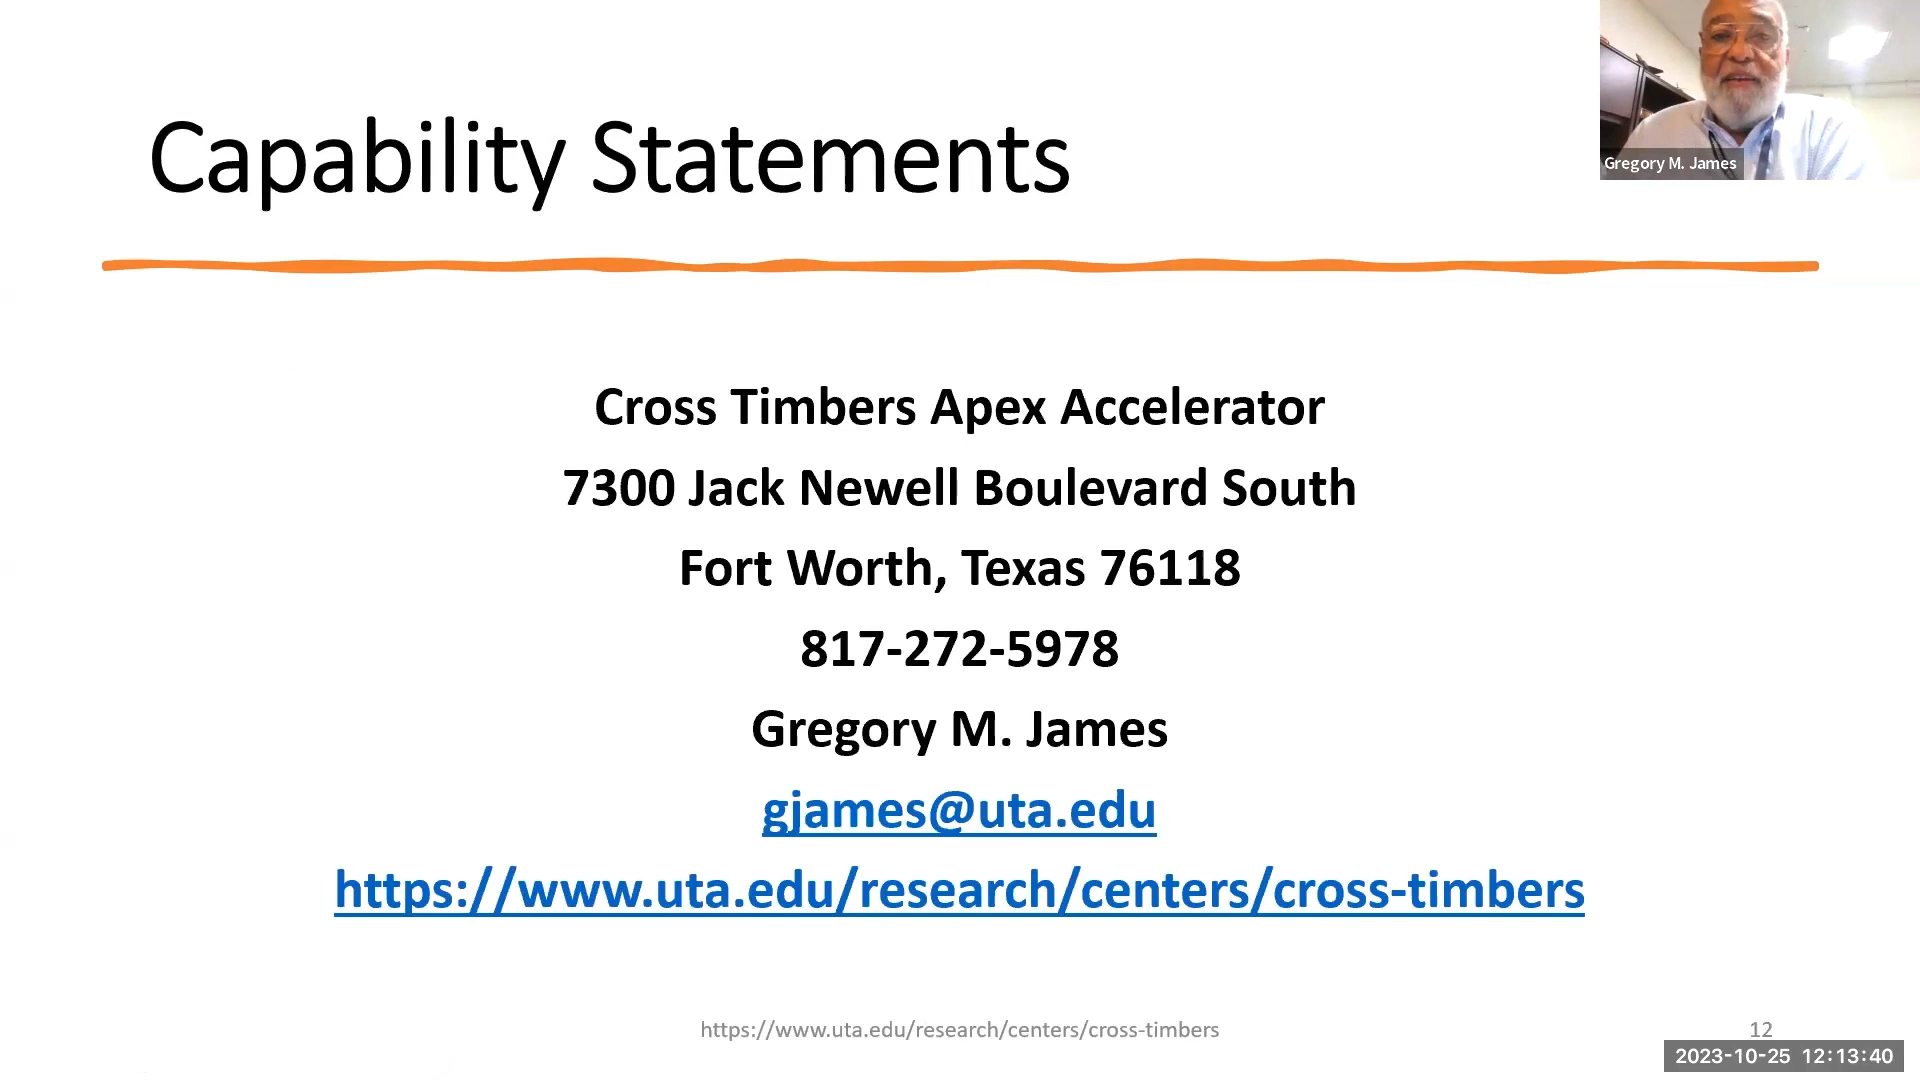 Capability Statements
Gregory M. James
Cross Timbers Apex Accelerator
7300 Jack Newell Boulevard South
Fort Worth, Texas 76118
817-272-5978
Gregory M. James
gjames@uta.edu
https://www.uta.edu/research/centers/cross-timbers
https://www.uta.edu/research/centers/cross-timbers
12
2023-10-25 12:13:40